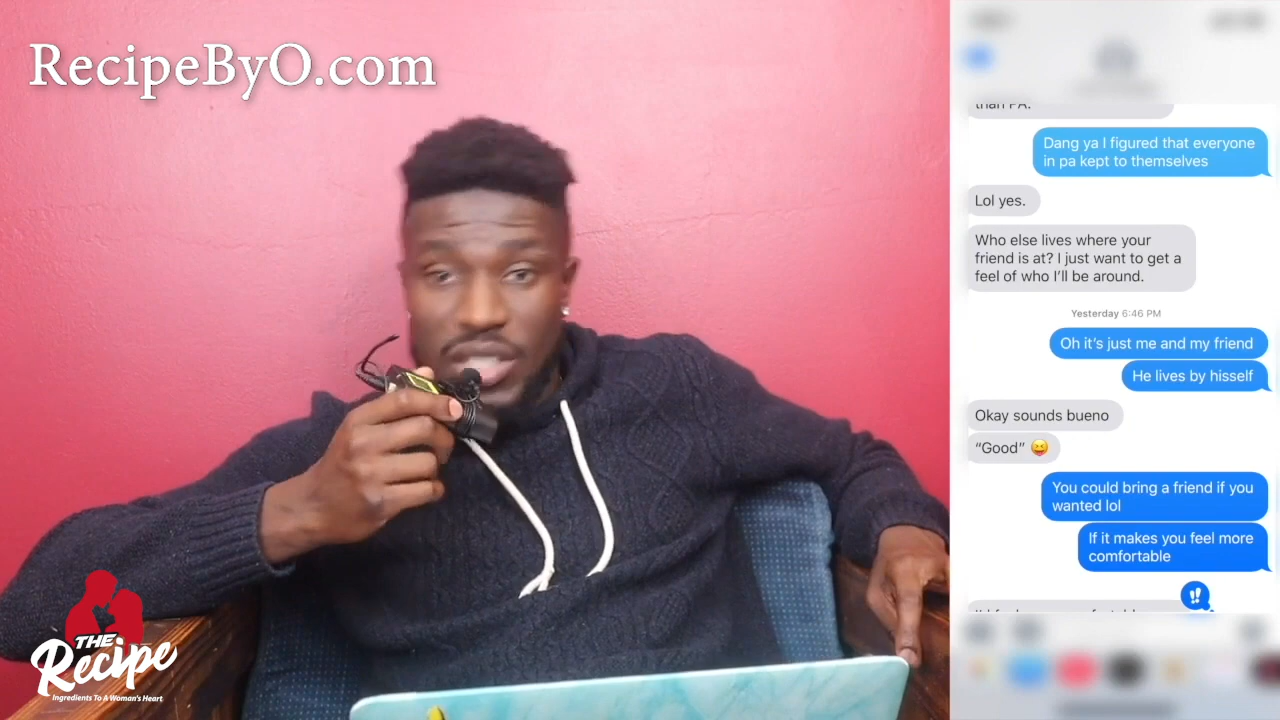 RecipeByO.com
THE
Recipe
Ingredients To A Woman's Heart
than PA.
Dang ya I figured that everyone
in pa kept to themselves
Lol yes.
Who else lives where your
friend is at? I just want to get a
feel of who I'll be around.
Yesterday 6:46 PM
Oh it's just me and my friend
He lives by hisself
Okay sounds bueno
"Good" 😝
You could bring a friend if you
wanted lol
If it makes you feel more
comfortable
!!